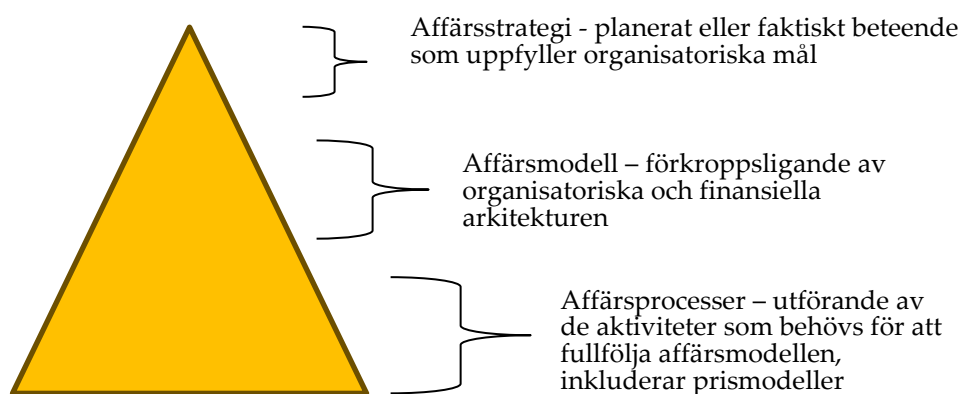 Affärsstrategi - planerat eller faktiskt beteende
som uppfyller organisatoriska mål
Affärsmodell – förkroppsligande av
organisatoriska och finansiella
arkitekturen
Affärsprocesser – utförande av
de aktiviteter som behövs för att
fullfölja affärsmodellen,
inkluderar prismodeller